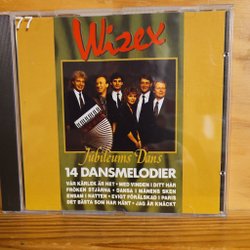 77
Wizex
Jubileums Dans
14 DANSMELODIER
VÅR KÄRLEK ÄR HET • MED VINDEN I DITT HÅR
FRÖKEN STJÄRNA • DANSA I MÅNENS SKEN
ENSAM I NATTEN • EVIGT FÖRÄLSKAD I PARIS
DET BÄSTA SOM HAR HÄNT • JAG ÄR KNÄCKT